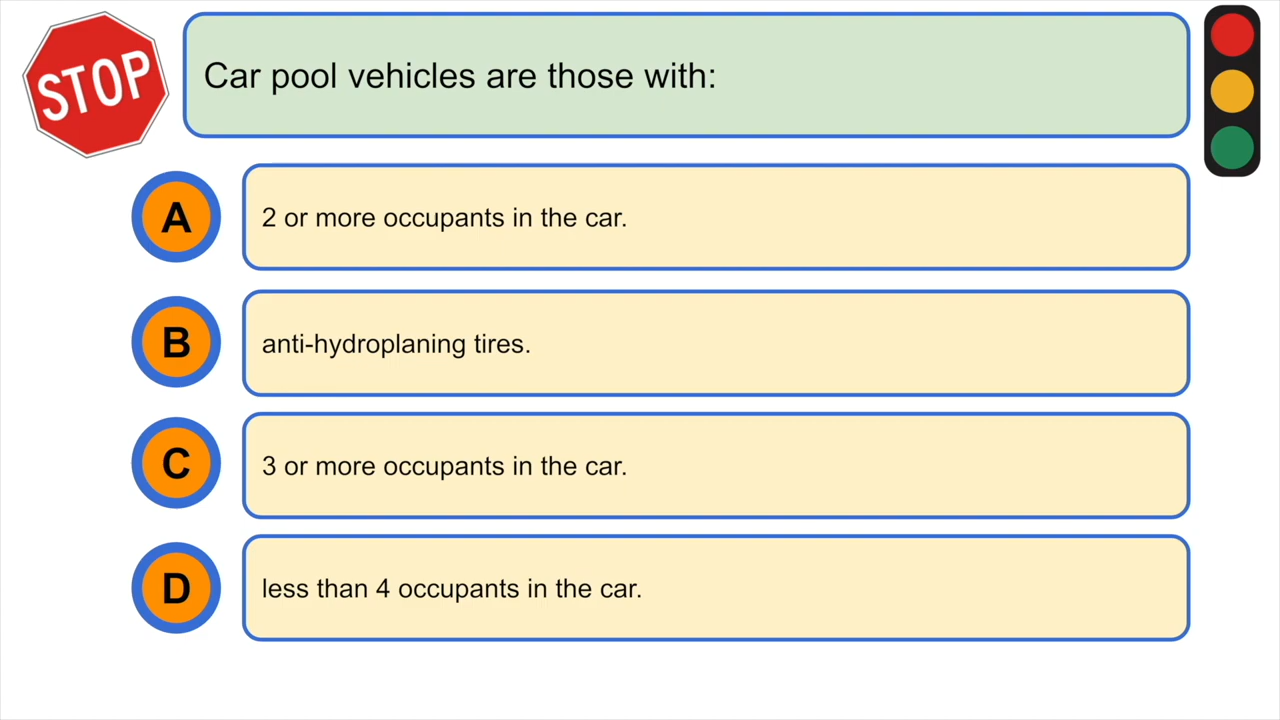 STOP
Car pool vehicles are those with:
A
2 or more occupants in the car.
B
anti-hydroplaning tires.
C
3 or more occupants in the car.
D
less than 4 occupants in the car.